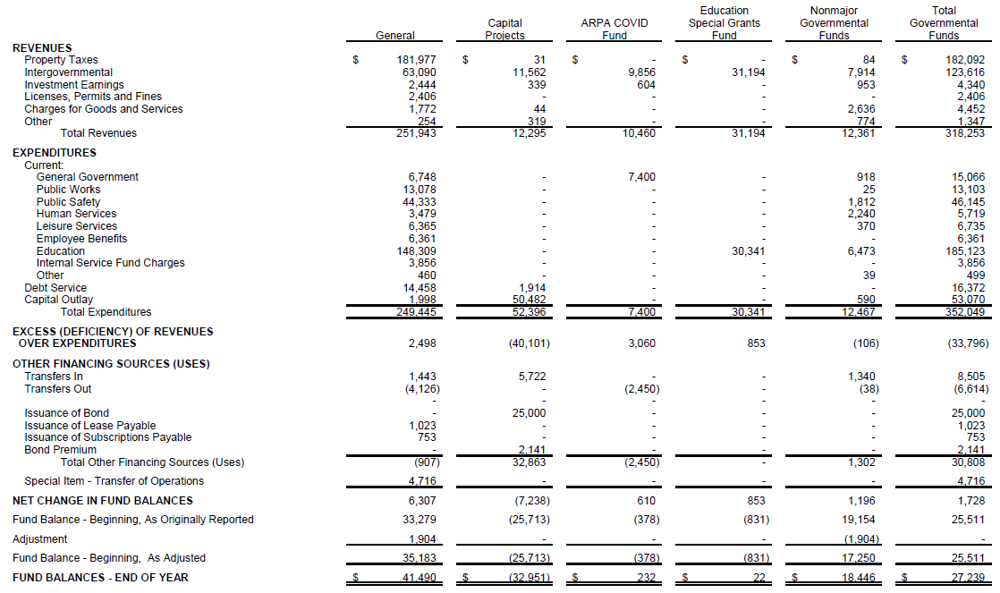 Education Nonmajor Total
Capital ARPA COVID Special Grants Governmental Governmental
General Projects Fund Fund Funds Funds
REVENUES
Property Taxes $ 181,977 $ 31 $ - $ - $ 84 $ 182,092
Intergovernmental 63,090 11,562 9,856 31,194 7,914 123,616
Investment Earnings 2,444 339 604 - 953 4,340
Licenses, Permits and Fines 2,406 - - - - 2,406
Charges for Goods and Services 1,772 44 - - 2,636 4,452
Other 254 319 - - 774 1,347
Total Revenues 251,943 12,295 10,460 31,194 12,361 318,253
EXPENDITURES
Current:
General Government 6,748 - 7,400 - 918 15,066
Public Works 13,078 - - - 25 13,103
Public Safety 44,333 - - - 1,812 46,145
Human Services 3,479 - - - 2,240 5,719
Leisure Services 6,365 - - - 370 6,735
Employee Benefits 6,361 - - - - 6,361
Education 148,309 - - 30,341 6,473 185,123
Internal Service Fund Charges 3,856 - - - - 3,856
Other 460 - - - 39 499
Debt Service 14,458 1,914 - - - 16,372
Capital Outlay 1,998 50,482 - - 590 53,070
Total Expenditures 249,445 52,396 7,400 30,341 12,467 352,049
EXCESS (DEFICIENCY) OF REVENUES
OVER EXPENDITURES 2,498 (40,101) 3,060 853 (106) (33,796)
OTHER FINANCING SOURCES (USES)
Transfers In 1,443 5,722 - - 1,340 8,505
Transfers Out (4,126) - (2,450) - (38) (6,614)
- - - - - -
Issuance of Bond - 25,000 - - - 25,000
Issuance of Lease Payable 1,023 - - - - 1,023
Issuance of Subscriptions Payable 753 - - - - 753
Bond Premium - 2,141 - - - 2,141
Total Other Financing Sources (Uses) (907) 32,863 (2,450) - 1,302 30,808
Special Item - Transfer of Operations 4,716 - - - - 4,716
NET CHANGE IN FUND BALANCES 6,307 (7,238) 610 853 1,196 1,728
Fund Balance - Beginning, As Originally Reported 33,279 (25,713) (378) (831) 19,154 25,511
Adjustment 1,904 - - - (1,904) -
Fund Balance - Beginning, As Adjusted 35,183 (25,713) (378) (831) 17,250 25,511
FUND BALANCES - END OF YEAR $ 41,490 $ (32,951) $ 232 $ 22 $ 18,446 $ 27,239